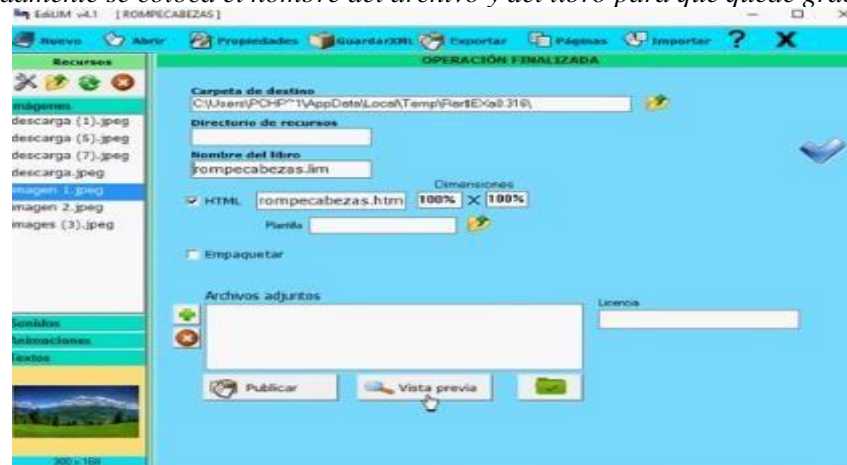 se coloca el nombre del archivo y del libro para que quede
EdiLIM v4.1 [ROMPECABEZAS]
Nuevo Abrir Propiedades GuardarXML Exportar Páginas Importar ? X
Recursos
OPERACIÓN FINALIZADA
Carpeta de destino
C:\Users\PCHP~1\AppData\Local\Temp\Rar$EXa0.316\
Directorio de recursos
Imágenes
descarga (1).jpeg
descarga (5).jpeg
descarga (7).jpeg
descarga.jpeg
imagen 1.jpeg
imagen 2.jpeg
images (3).jpeg
Nombre del libro
rompecabezas.lim
Dimensiones
HTML rompecabezas.htm 100% X 100%
Plantilla
Empaquetar
Archivos adjuntos
Licencia
Sonidos
Animaciones
Textos
Publicar Vista previa
300 x 168